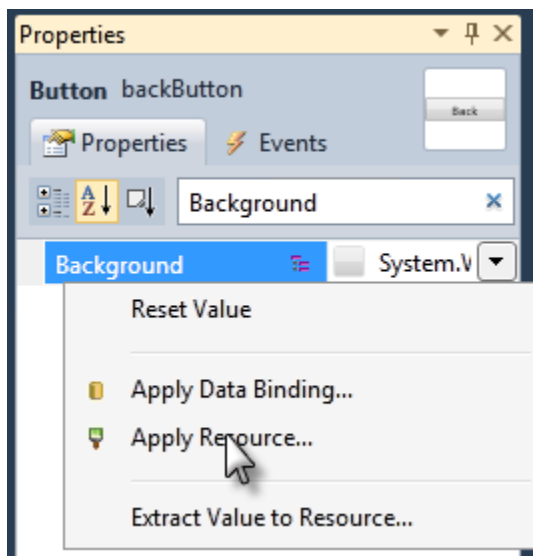 Properties
Button backButton
Back
Properties Events
A Z Background
Background System.V
Reset Value
Apply Data Binding...
Apply Resource...
Extract Value to Resource...